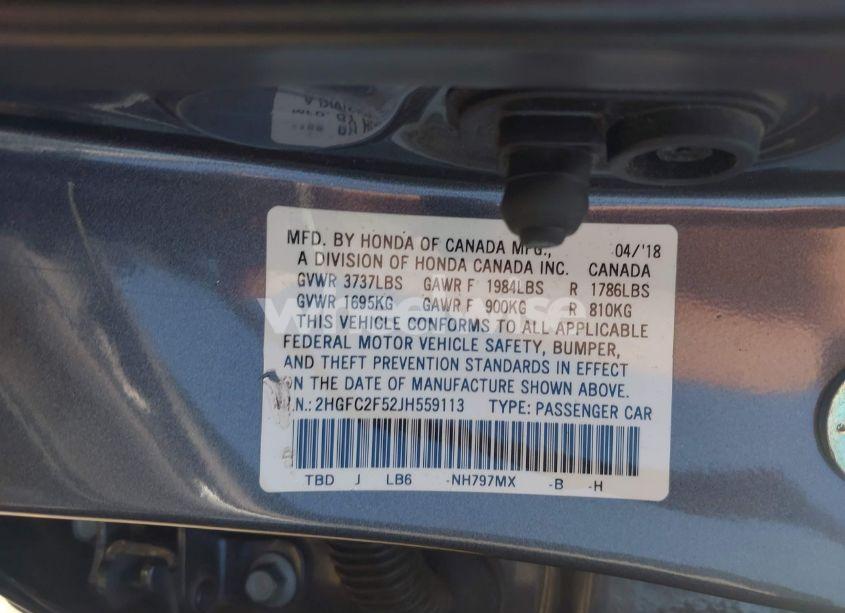 MFD. BY HONDA OF CANADA MFG., 04/'18
A DIVISION OF HONDA CANADA INC. CANADA
GVWR 3737LBS GAWR F 1984LBS R 1786LBS
GVWR 1695KG GAWR F 900KG R 810KG
THIS VEHICLE CONFORMS TO ALL APPLICABLE
FEDERAL MOTOR VEHICLE SAFETY, BUMPER,
AND THEFT PREVENTION STANDARDS IN EFFECT
ON THE DATE OF MANUFACTURE SHOWN ABOVE.
.N.:2HGFC2F52JH559113 TYPE: PASSENGER CAR
TBD J LB6 -NH797MX -B -H